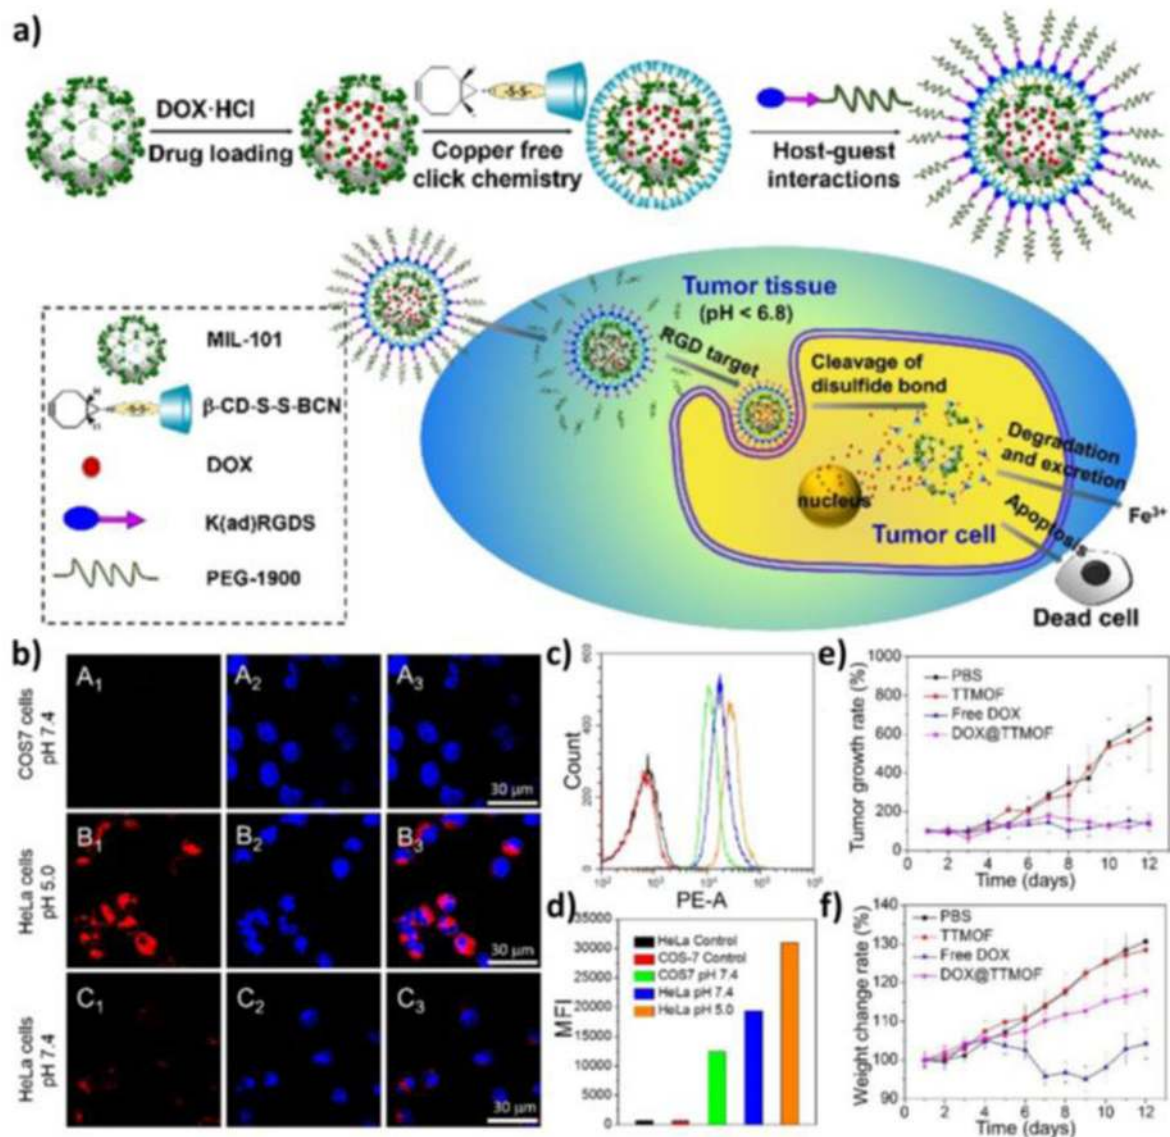 a)
DOX·HCl
Drug loading
-S-S-
Copper free
click chemistry
Host-guest
interactions
MIL-101
-S-S-
β-CD-S-S-BCN
DOX
K(ad)RGDS
PEG-1900
Tumor tissue
(pH < 6.8)
RGD target
Cleavage of
disulfide bond
Degradation
and excretion
Fe³⁺
nucleus
Tumor cell
Apoptosis
Dead cell
b)
COS7 cells
pH 7.4
A₁
A₂
A₃
30 µm
HeLa cells
pH 5.0
B₁
B₂
B₃
30 µm
HeLa cells
pH 7.4
C₁
C₂
C₃
30 µm
c)
Count
600
400
200
0
PE-A
d)
MFI
35000
30000
25000
20000
15000
10000
5000
0
HeLa Control
COS-7 Control
COS7 pH 7.4
HeLa pH 7.4
HeLa pH 5.0
e)
Tumor growth rate (%)
1000
800
600
400
200
0
PBS
TTMOF
Free DOX
DOX@TTMOF
0 2 4 6 8 10 12
Time (days)
f)
Weight change rate (%)
140
130
120
110
100
90
PBS
TTMOF
Free DOX
DOX@TTMOF
0 2 4 6 8 10 12
Time (days)